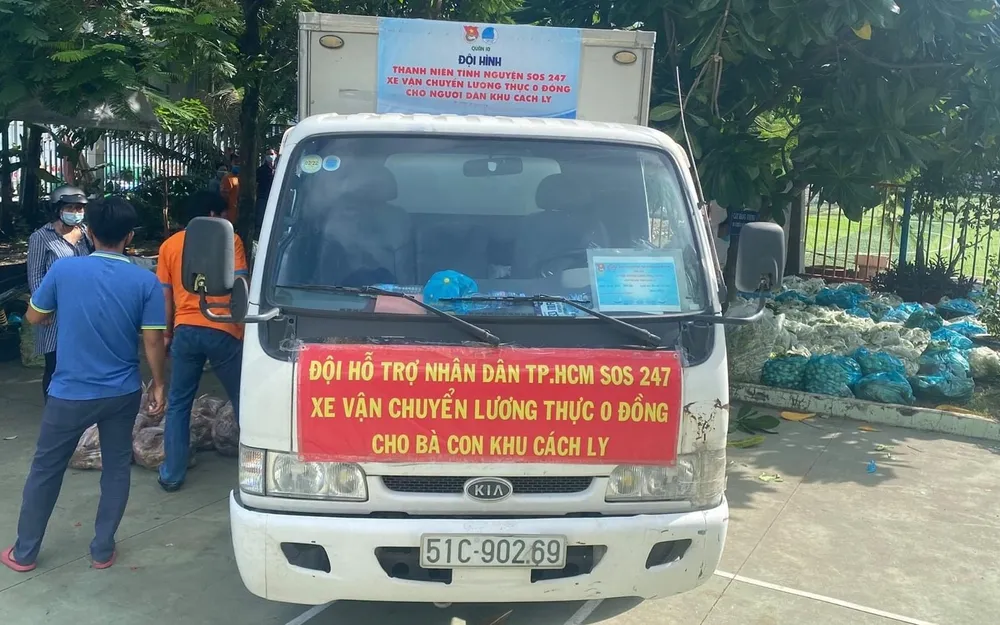 QUẬN 10
ĐỘI HÌNH
THANH NIÊN TÌNH NGUYỆN SOS 247
XE VẬN CHUYỂN LƯƠNG THỰC 0 ĐỒNG
CHO NGƯỜI DÂN KHU CÁCH LY
ĐỘI HỖ TRỢ NHÂN DÂN TP.HCM SOS 247
XE VẬN CHUYỂN LƯƠNG THỰC 0 ĐỒNG
CHO BÀ CON KHU CÁCH LY
KIA
51C-902.69